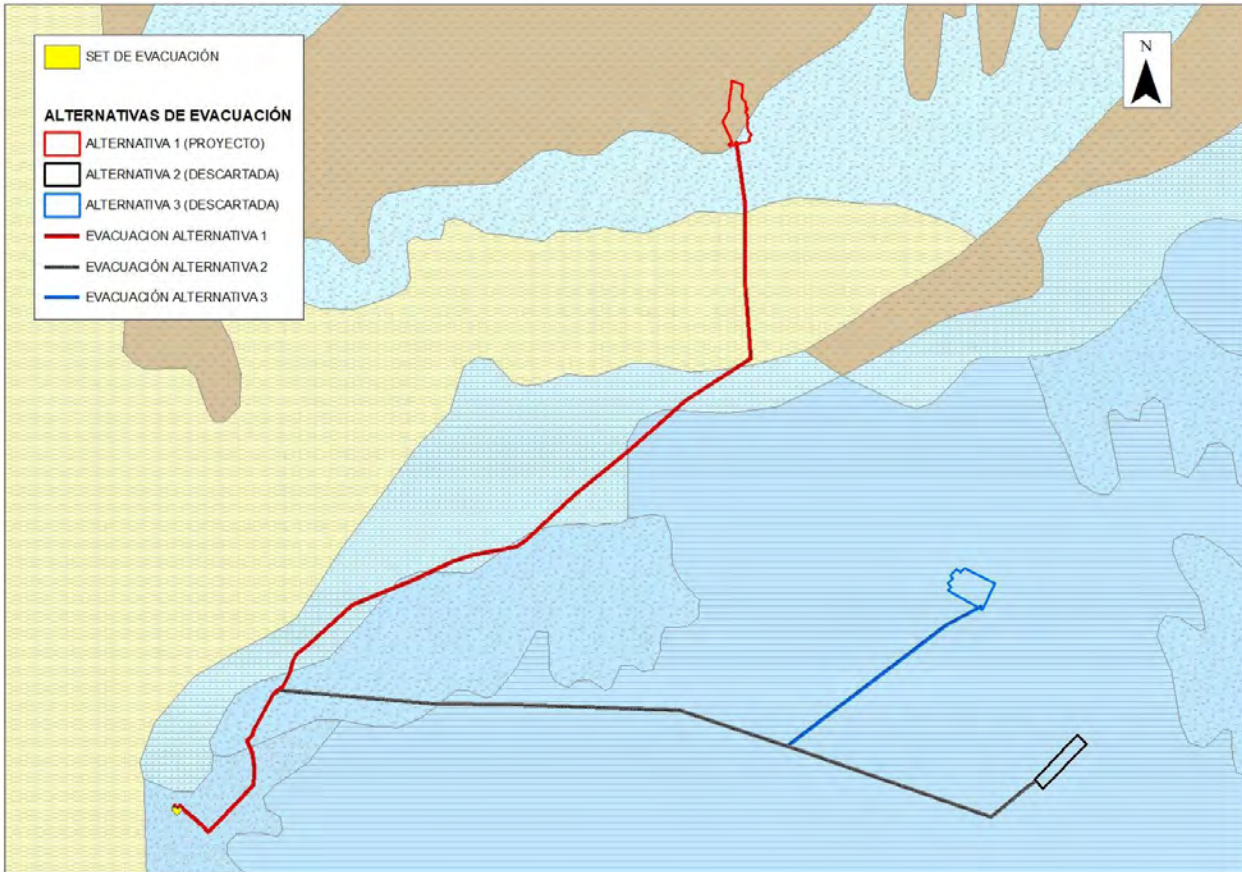 SET DE EVACUACIÓN
N
ALTERNATIVAS DE EVACUACIÓN
ALTERNATIVA 1 (PROYECTO)
ALTERNATIVA 2 (DESCARTADA)
ALTERNATIVA 3 (DESCARTADA)
EVACUACION ALTERNATIVA 1
EVACUACIÓN ALTERNATIVA 2
EVACUACIÓN ALTERNATIVA 3